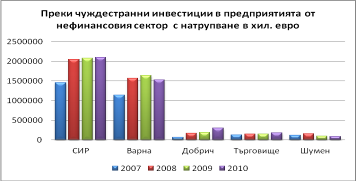 Преки чуждестранни инвестиции в предприятията от
нефинансовия сектор с натрупване в хил. евро
2500000
2000000
1500000
1000000
500000
0
СИР
Варна
Добрич
Търговище
Шумен
2007
2008
2009
2010